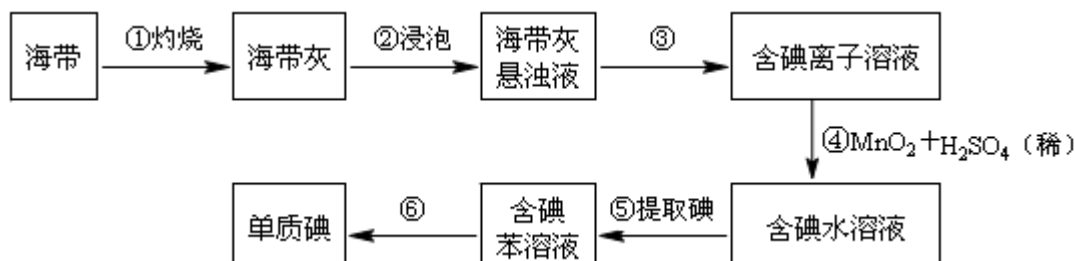 海带
①灼烧
海带灰
②浸泡
海带灰
悬浊液
③
含碘离子溶液
④MnO₂＋H₂SO₄（稀）
含碘水溶液
⑤提取碘
含碘
苯溶液
⑥
单质碘